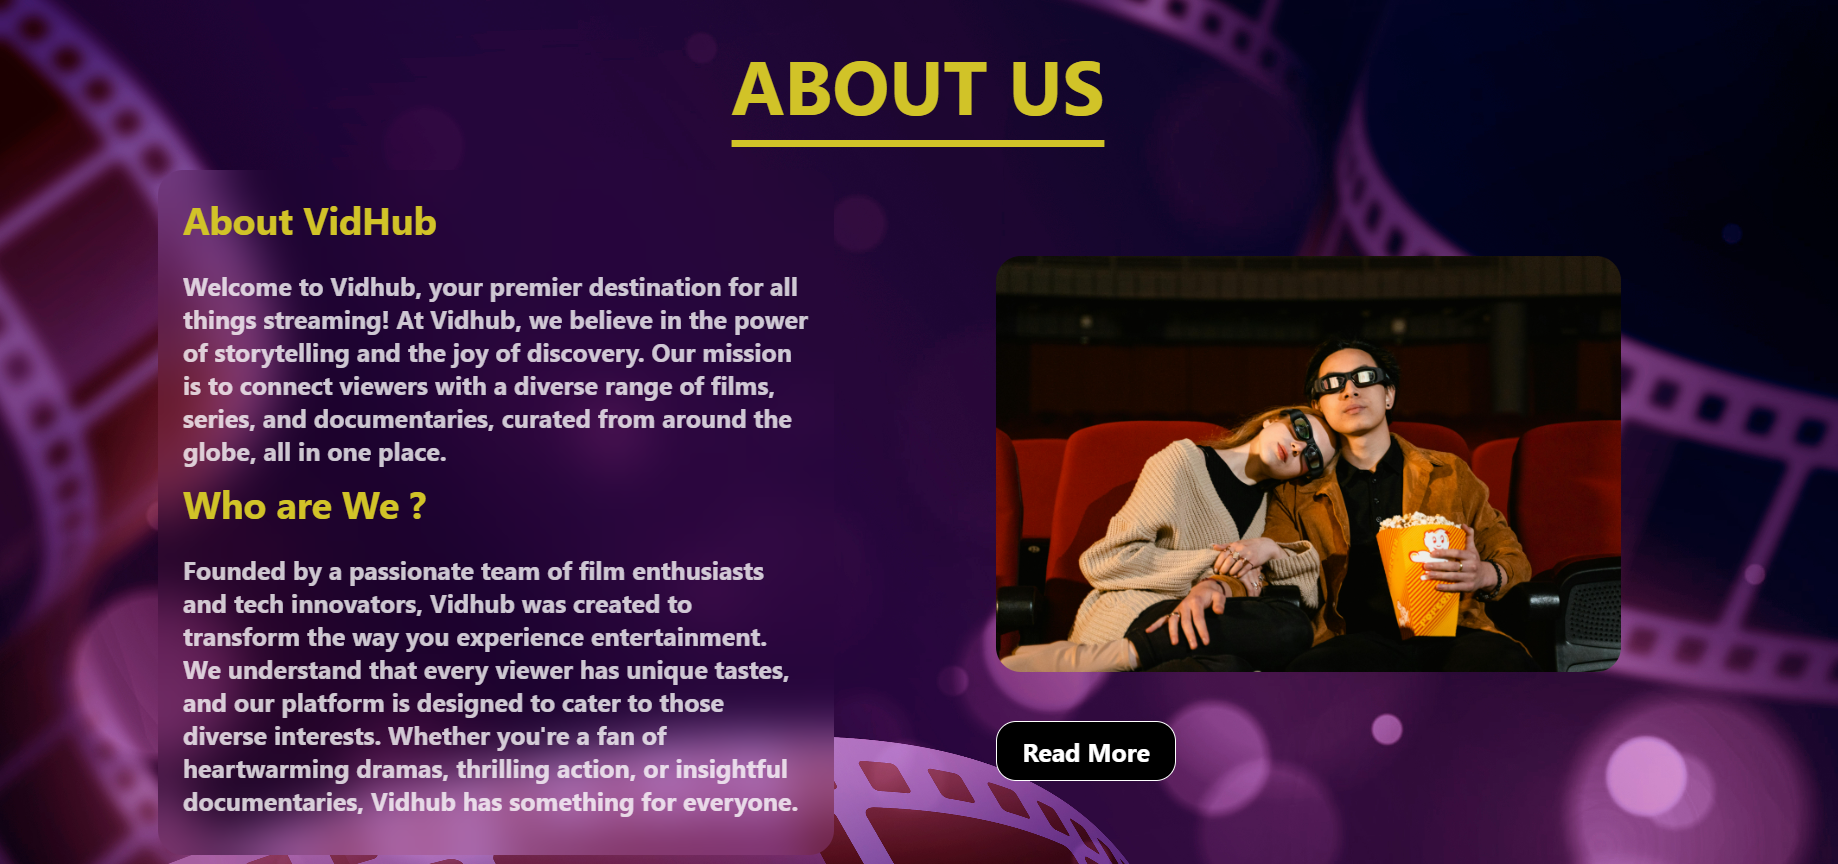 ABOUT US
About VidHub
Welcome to Vidhub, your premier destination for all
things streaming! At Vidhub, we believe in the power
of storytelling and the joy of discovery. Our mission
is to connect viewers with a diverse range of films,
series, and documentaries, curated from around the
globe, all in one place.
Who are We ?
Founded by a passionate team of film enthusiasts
and tech innovators, Vidhub was created to
transform the way you experience entertainment.
We understand that every viewer has unique tastes,
and our platform is designed to cater to those
diverse interests. Whether you're a fan of
heartwarming dramas, thrilling action, or insightful
documentaries, Vidhub has something for everyone.
Read More